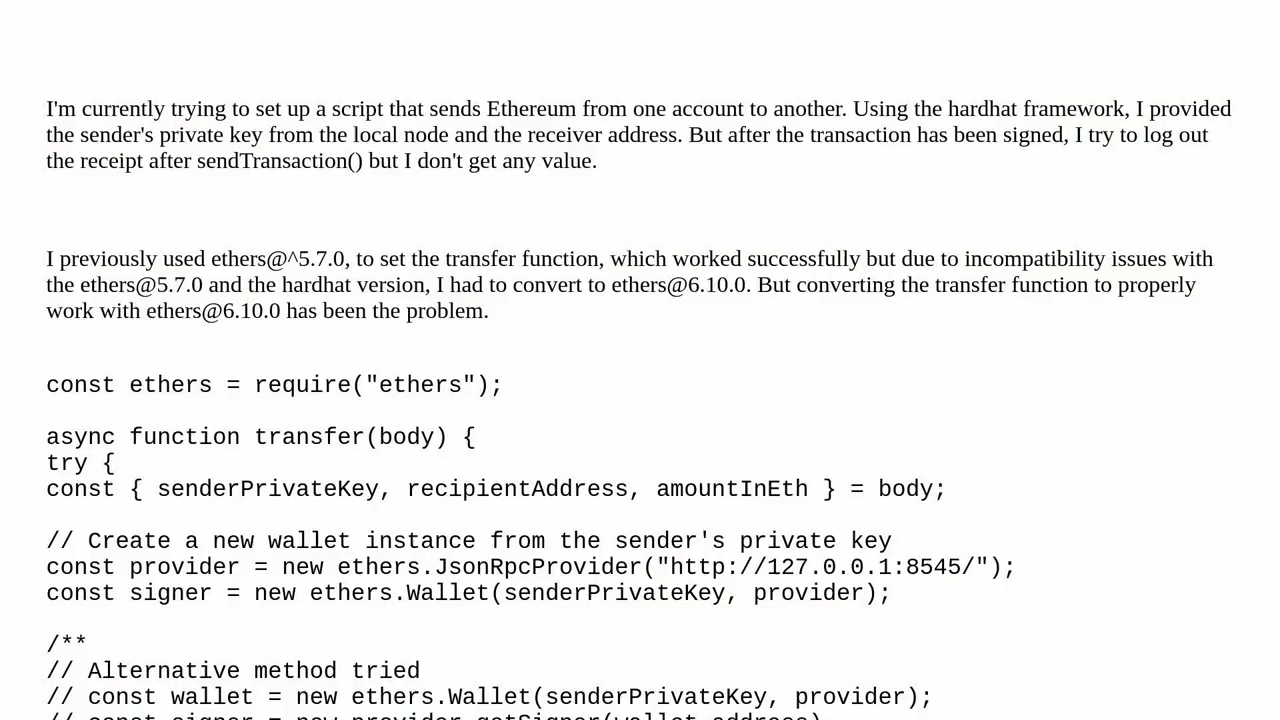 I'm currently trying to set up a script that sends Ethereum from one account to another. Using the hardhat framework, I provided
the sender's private key from the local node and the receiver address. But after the transaction has been signed, I try to log out
the receipt after sendTransaction() but I don't get any value.
I previously used ethers@^5.7.0, to set the transfer function, which worked successfully but due to incompatibility issues with
the ethers@5.7.0 and the hardhat version, I had to convert to ethers@6.10.0. But converting the transfer function to properly
work with ethers@6.10.0 has been the problem.
const ethers = require("ethers");
async function transfer(body) {
try {
const { senderPrivateKey, recipientAddress, amountInEth } = body;
// Create a new wallet instance from the sender's private key
const provider = new ethers.JsonRpcProvider("http://127.0.0.1:8545/");
const signer = new ethers.Wallet(senderPrivateKey, provider);
/**
// Alternative method tried
// const wallet = new ethers.Wallet(senderPrivateKey, provider);
// const signer = new provider.getSigner(wallet.address)